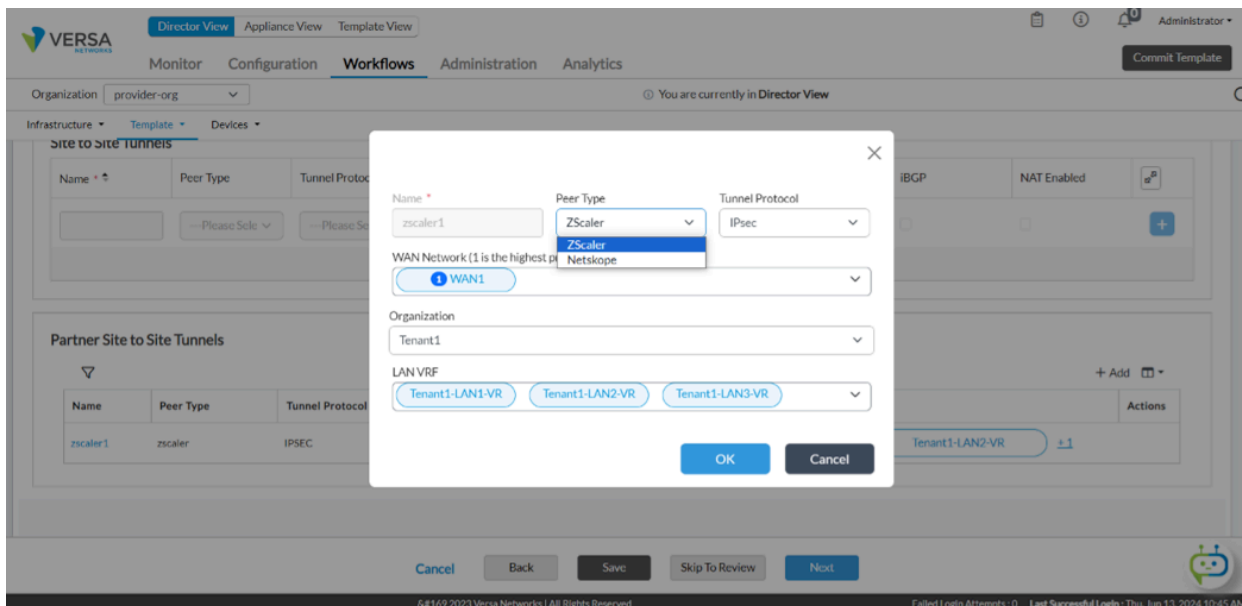 Director View Appliance View Template View
0
Administrator
VERSA
NETWORKS
Monitor Configuration Workflows Administration Analytics
Commit Template
Organization provider-org
You are currently in Director View
Infrastructure Template Devices
Site to Site Tunnels
Name * Peer Type Tunnel Protoc iBGP NAT Enabled
---Please Sele ---Please Se
Name * Peer Type Tunnel Protocol
zscaler1 ZScaler IPsec
ZScaler
Netskope
WAN Network (1 is the highest p
1 WAN1
Organization
Tenant1
LAN VRF
Tenant1-LAN1-VR Tenant1-LAN2-VR Tenant1-LAN3-VR
OK Cancel
Partner Site to Site Tunnels
+ Add
Name Peer Type Tunnel Protocol Actions
zscaler1 zscaler IPSEC Tenant1-LAN2-VR +1
Cancel Back Save Skip To Review Next
&#169 2023 Versa Networks | All Rights Reserved Failed Login Attempts : 0 Last Successful Login : Thu, Jun 13, 2024 10:45 AM